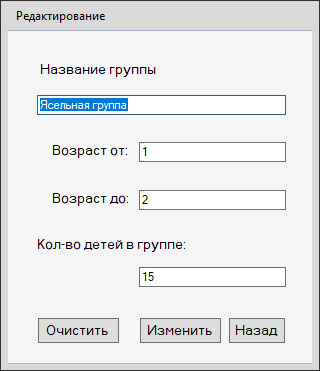 Редактирование
Название группы
Ясельная группа
Возраст от: 1
Возраст до: 2
Кол-во детей в группе:
15
Очистить Изменить Назад